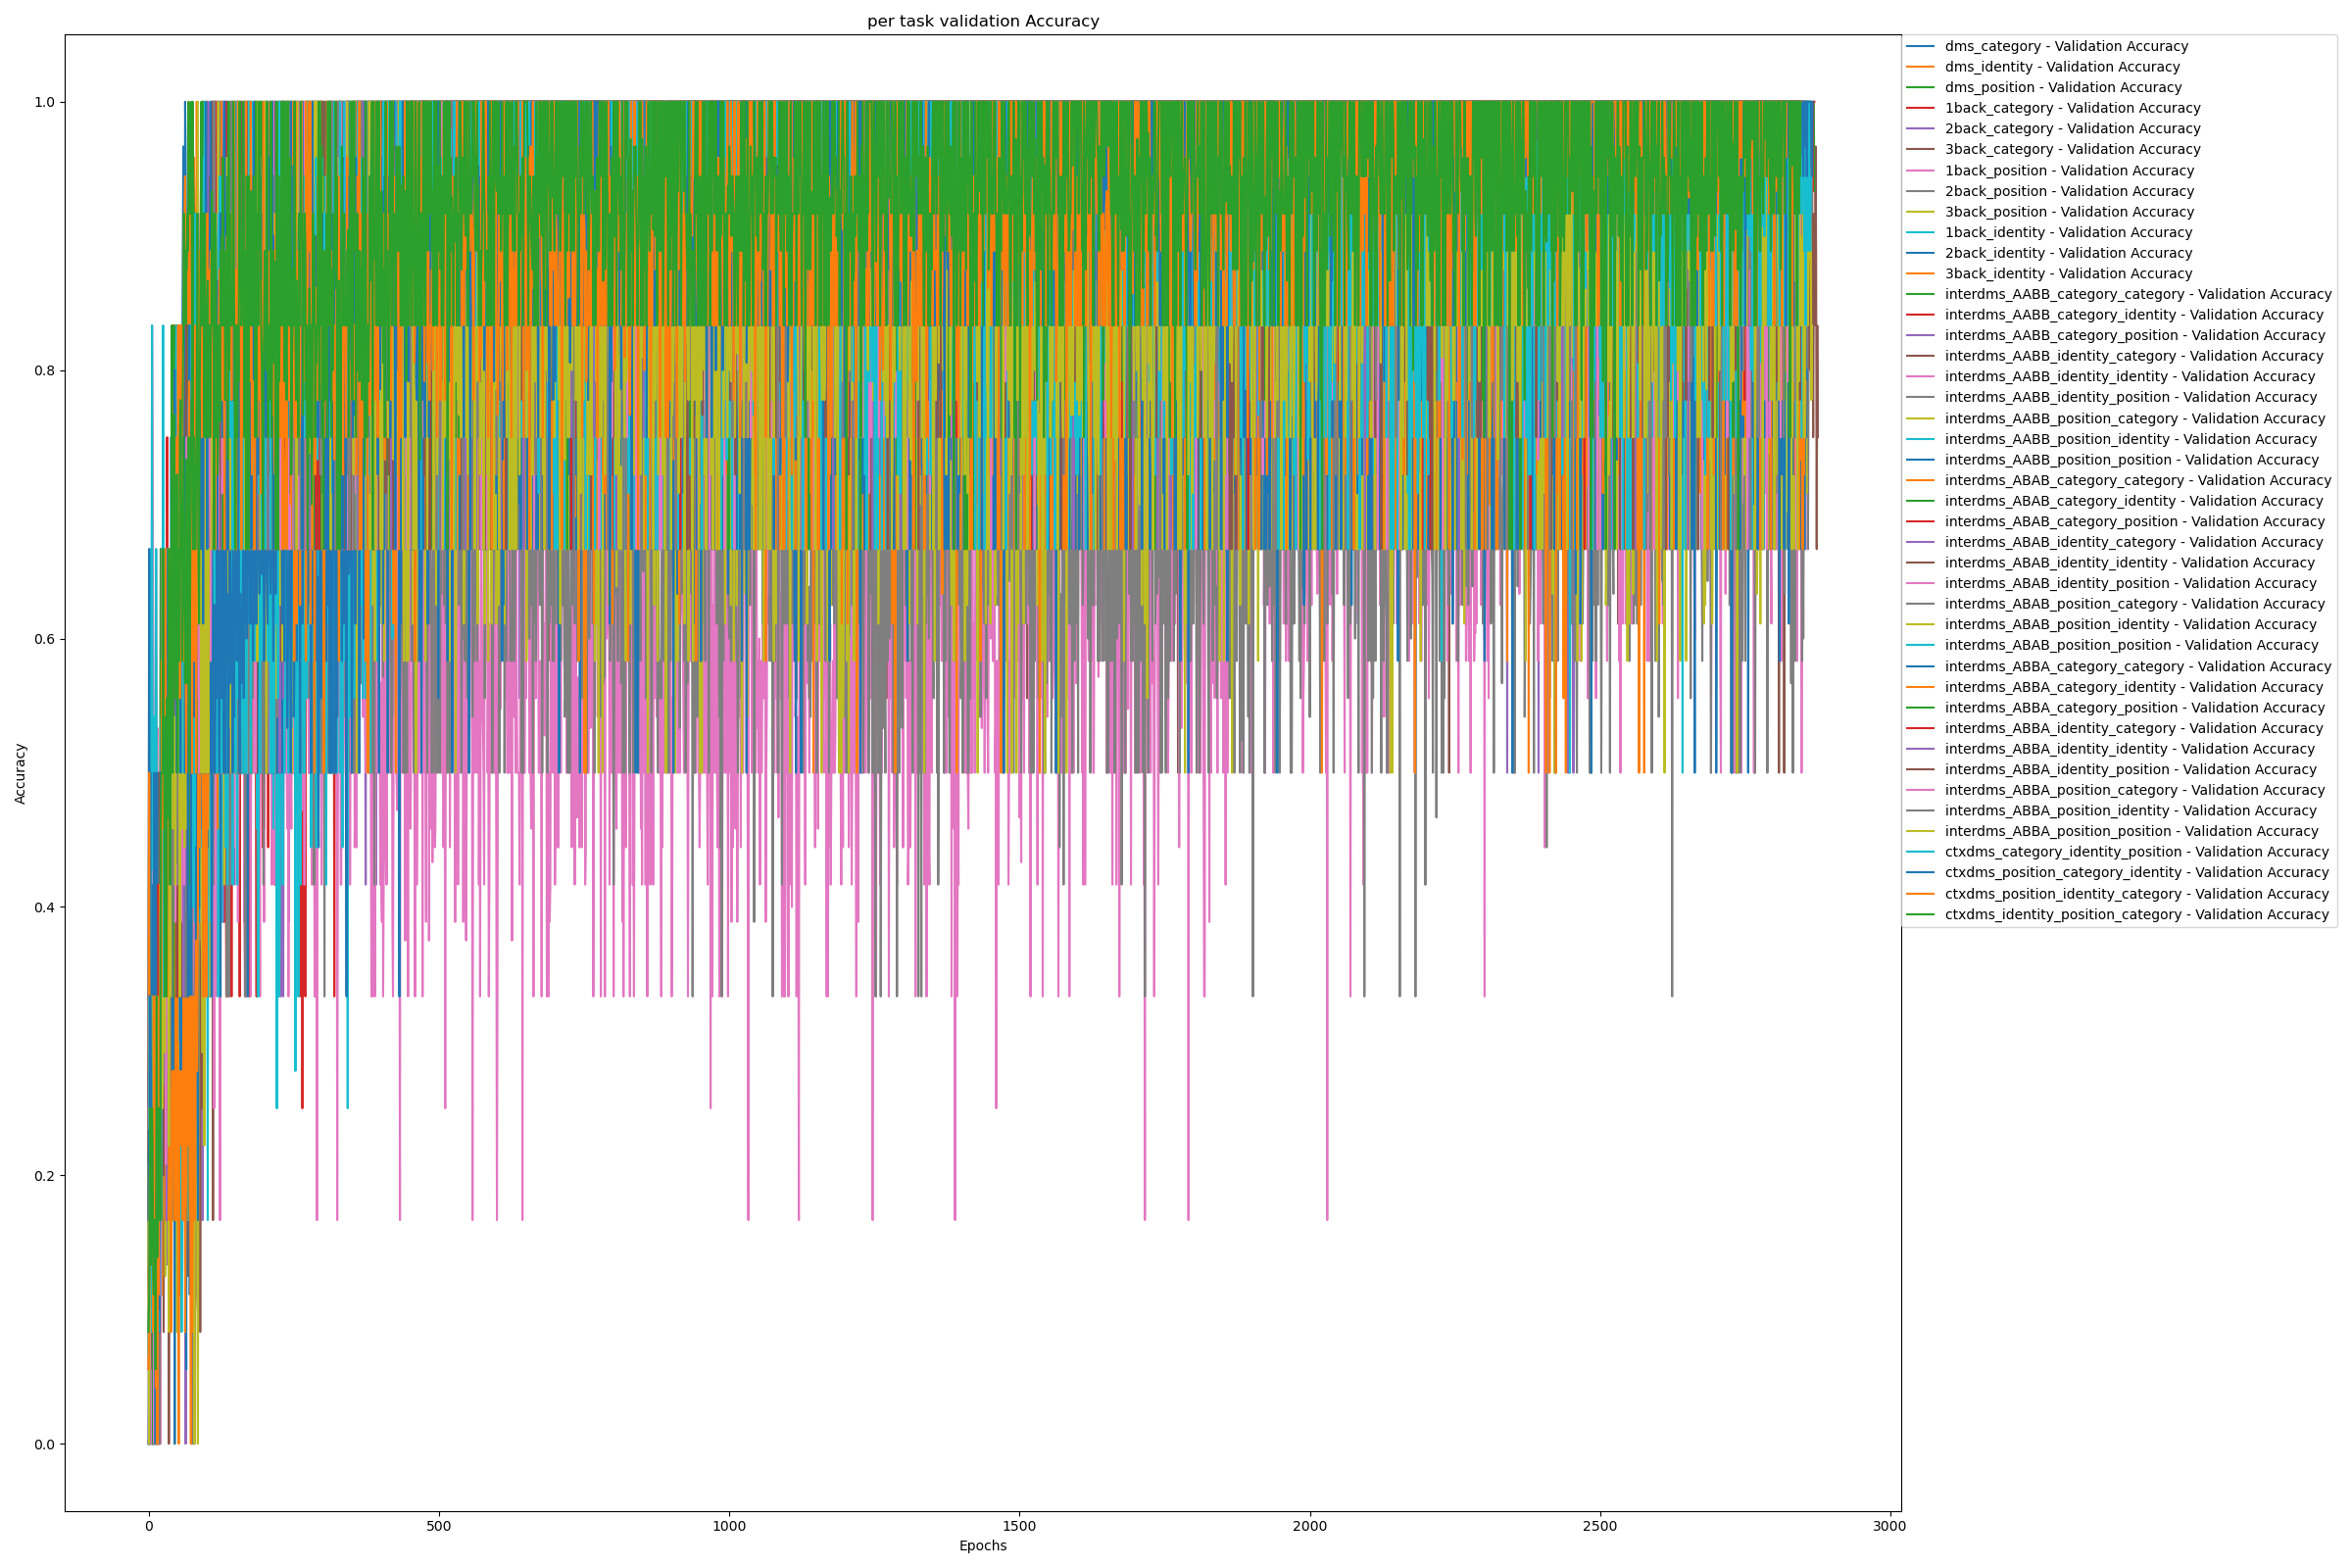 per task validation Accuracy
1.0
0.8
0.6
0.4
0.2
0.0
Accuracy
0
500
1000
1500
2000
2500
3000
Epochs
dms_category - Validation Accuracy
dms_identity - Validation Accuracy
dms_position - Validation Accuracy
1back_category - Validation Accuracy
2back_category - Validation Accuracy
3back_category - Validation Accuracy
1back_position - Validation Accuracy
2back_position - Validation Accuracy
3back_position - Validation Accuracy
1back_identity - Validation Accuracy
2back_identity - Validation Accuracy
3back_identity - Validation Accuracy
interdms_AABB_category_category - Validation Accuracy
interdms_AABB_category_identity - Validation Accuracy
interdms_AABB_category_position - Validation Accuracy
interdms_AABB_identity_category - Validation Accuracy
interdms_AABB_identity_identity - Validation Accuracy
interdms_AABB_identity_position - Validation Accuracy
interdms_AABB_position_category - Validation Accuracy
interdms_AABB_position_identity - Validation Accuracy
interdms_AABB_position_position - Validation Accuracy
interdms_ABAB_category_category - Validation Accuracy
interdms_ABAB_category_identity - Validation Accuracy
interdms_ABAB_category_position - Validation Accuracy
interdms_ABAB_identity_category - Validation Accuracy
interdms_ABAB_identity_identity - Validation Accuracy
interdms_ABAB_identity_position - Validation Accuracy
interdms_ABAB_position_category - Validation Accuracy
interdms_ABAB_position_identity - Validation Accuracy
interdms_ABAB_position_position - Validation Accuracy
interdms_ABBA_category_category - Validation Accuracy
interdms_ABBA_category_identity - Validation Accuracy
interdms_ABBA_category_position - Validation Accuracy
interdms_ABBA_identity_category - Validation Accuracy
interdms_ABBA_identity_identity - Validation Accuracy
interdms_ABBA_identity_position - Validation Accuracy
interdms_ABBA_position_category - Validation Accuracy
interdms_ABBA_position_identity - Validation Accuracy
interdms_ABBA_position_position - Validation Accuracy
ctxdms_category_identity_position - Validation Accuracy
ctxdms_position_category_identity - Validation Accuracy
ctxdms_position_identity_category - Validation Accuracy
ctxdms_identity_position_category - Validation Accuracy